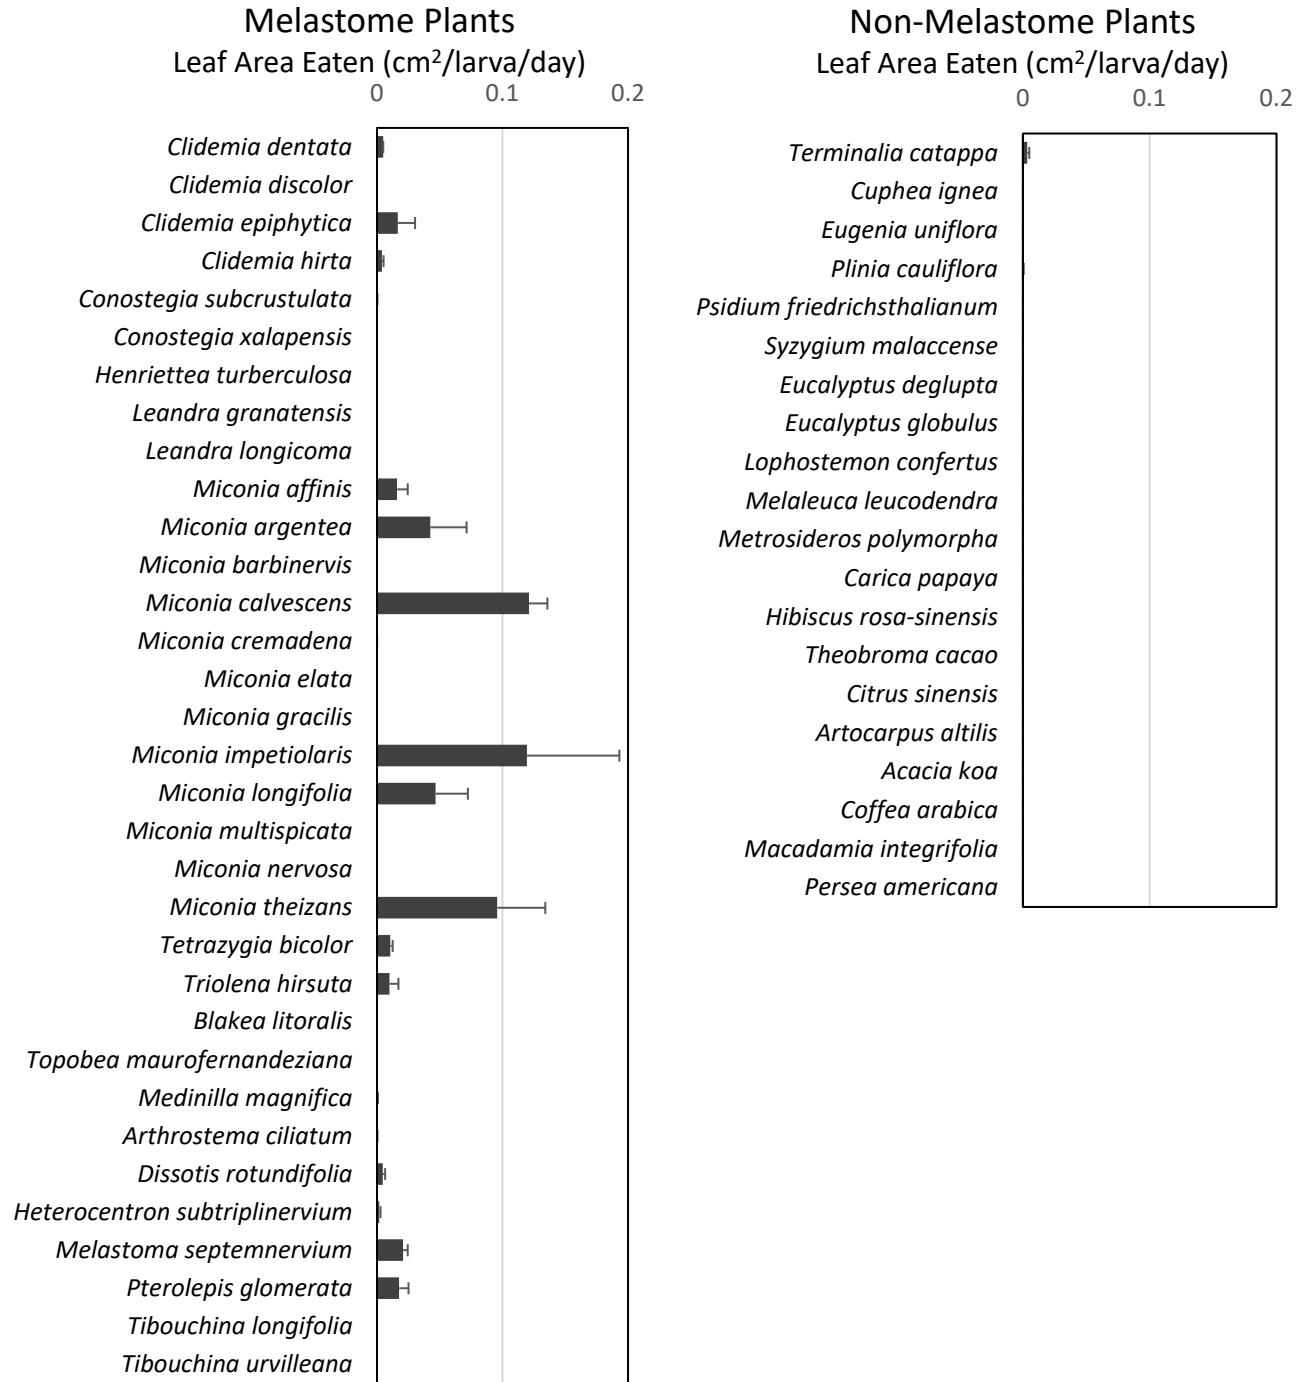 Melastome Plants
Leaf Area Eaten (cm²/larva/day)
0 0.1 0.2
Clidemia dentata
Clidemia discolor
Clidemia epiphytica
Clidemia hirta
Conostegia subcrustulata
Conostegia xalapensis
Henriettea turberculosa
Leandra granatensis
Leandra longicoma
Miconia affinis
Miconia argentea
Miconia barbinervis
Miconia calvescens
Miconia cremadena
Miconia elata
Miconia gracilis
Miconia impetiolaris
Miconia longifolia
Miconia multispicata
Miconia nervosa
Miconia theizans
Tetrazygia bicolor
Triolena hirsuta
Blakea litoralis
Topobea maurofernandeziana
Medinilla magnifica
Arthrostema ciliatum
Dissotis rotundifolia
Heterocentron subtriplinervium
Melastoma septemnervium
Pterolepis glomerata
Tibouchina longifolia
Tibouchina urvilleana
Non-Melastome Plants
Leaf Area Eaten (cm²/larva/day)
0 0.1 0.2
Terminalia catappa
Cuphea ignea
Eugenia uniflora
Plinia cauliflora
Psidium friedrichsthalianum
Syzygium malaccense
Eucalyptus deglupta
Eucalyptus globulus
Lophostemon confertus
Melaleuca leucodendra
Metrosideros polymorpha
Carica papaya
Hibiscus rosa-sinensis
Theobroma cacao
Citrus sinensis
Artocarpus altilis
Acacia koa
Coffea arabica
Macadamia integrifolia
Persea americana